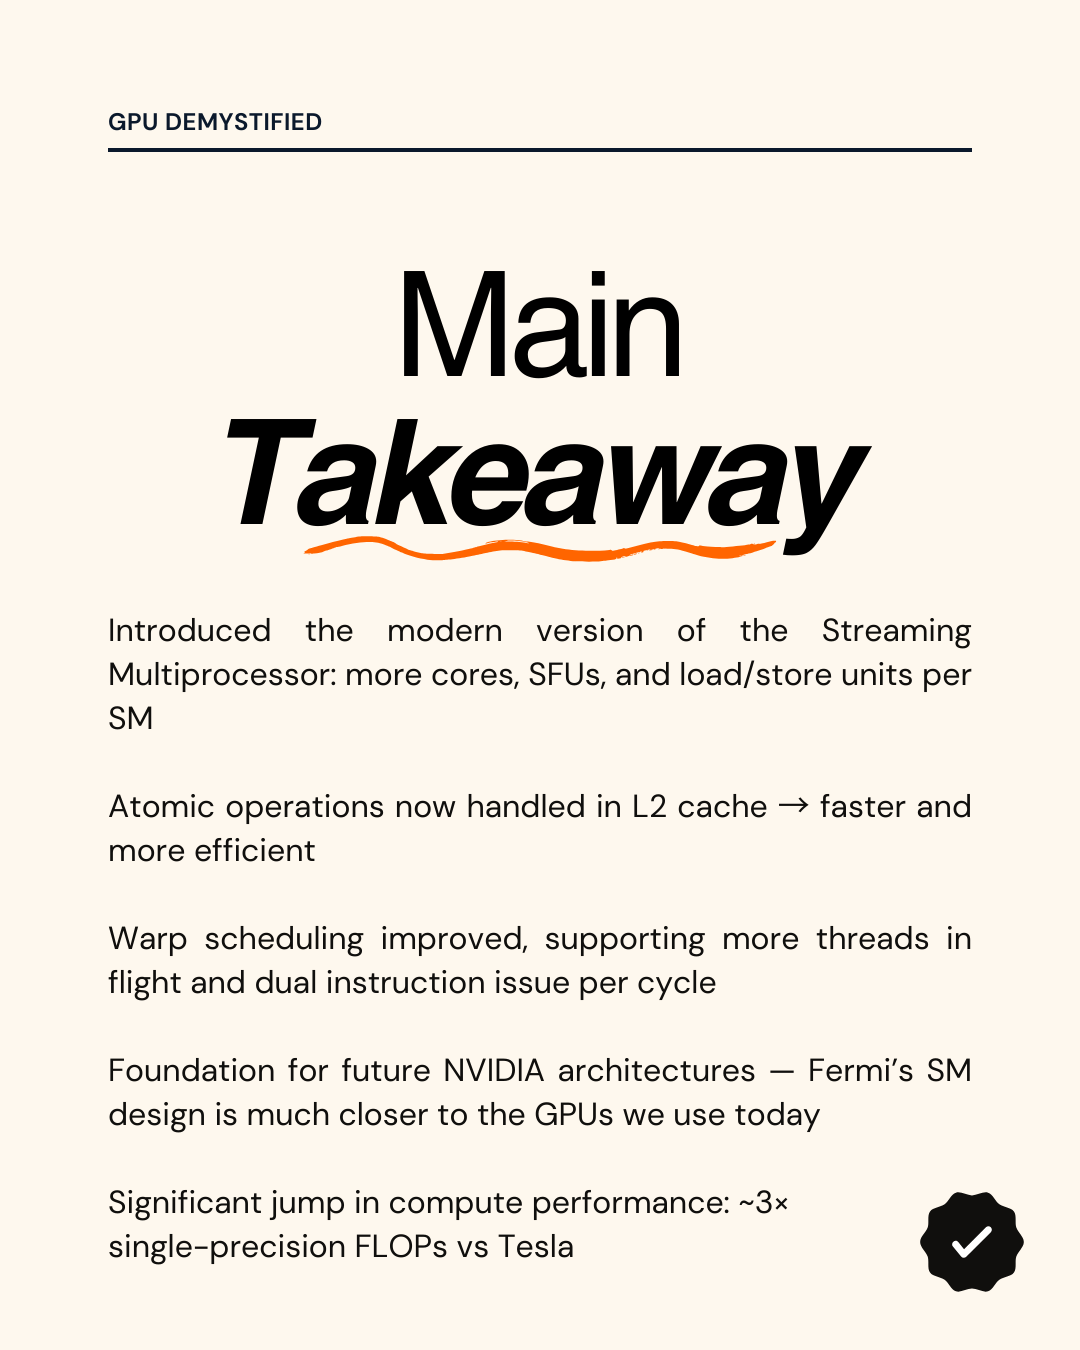 GPU DEMYSTIFIED
Main
Takeaway
Introduced the modern version of the Streaming
Multiprocessor: more cores, SFUs, and load/store units per
SM
Atomic operations now handled in L2 cache → faster and
more efficient
Warp scheduling improved, supporting more threads in
flight and dual instruction issue per cycle
Foundation for future NVIDIA architectures — Fermi’s SM
design is much closer to the GPUs we use today
Significant jump in compute performance: ~3×
single-precision FLOPs vs Tesla